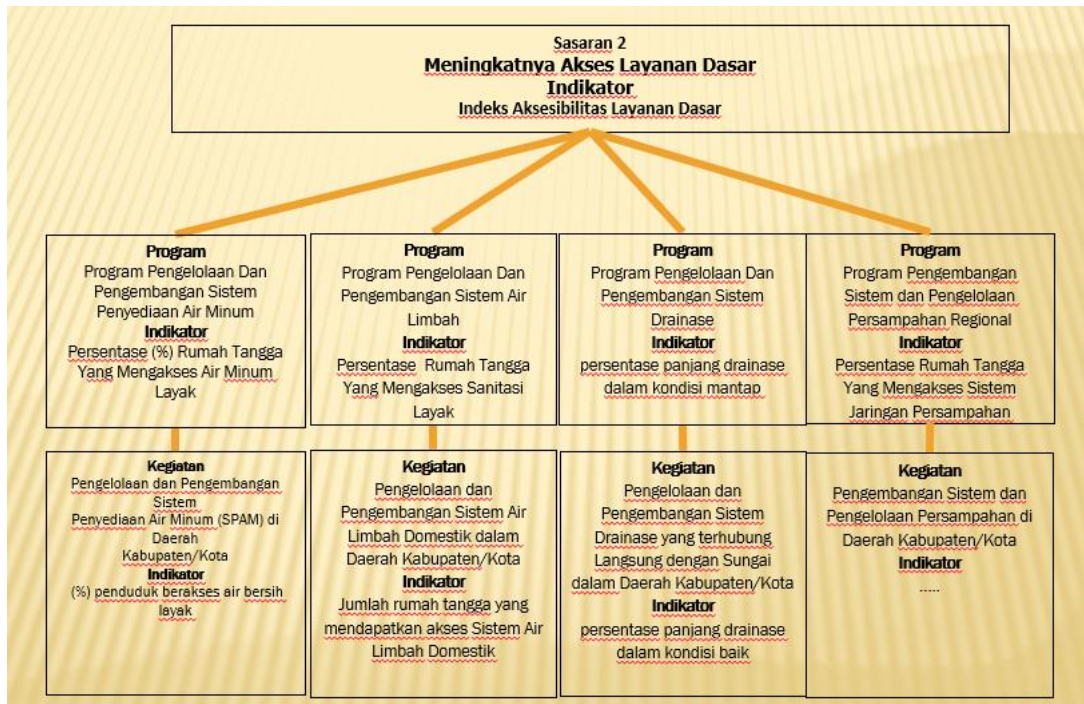 Sasaran 2
Meningkatnya Akses Layanan Dasar
Indikator
Indeks Aksesibilitas Layanan Dasar
Program
Program Pengelolaan Dan
Pengembangan Sistem
Penyediaan Air Minum
Indikator
Persentase (%) Rumah Tangga
Yang Mengakses Air Minum
Layak
Program
Program Pengelolaan Dan
Pengembangan Sistem Air
Limbah
Indikator
Persentase Rumah Tangga
Yang Mengakses Sanitasi
Layak
Program
Program Pengelolaan Dan
Pengembangan Sistem
Drainase
Indikator
persentase panjang drainase
dalam kondisi mantap
Program
Program Pengembangan
Sistem dan Pengelolaan
Persampahan Regional
Indikator
Persentase Rumah Tangga
Yang Mengakses Sistem
Jaringan Persampahan
Kegiatan
Pengelolaan dan Pengembangan
Sistem
Penyediaan Air Minum (SPAM) di
Daerah
Kabupaten/Kota
Indikator
(%) penduduk berakses air bersih
layak
Kegiatan
Pengelolaan dan
Pengembangan Sistem Air
Limbah Domestik dalam
Daerah Kabupaten/Kota
Indikator
Jumlah rumah tangga yang
mendapatkan akses Sistem Air
Limbah Domestik
Kegiatan
Pengelolaan dan
Pengembangan Sistem
Drainase yang terhubung
Langsung dengan Sungai
dalam Daerah Kabupaten/Kota
Indikator
persentase panjang drainase
dalam kondisi baik
Kegiatan
Pengembangan Sistem dan
Pengelolaan Persampahan di
Daerah Kabupaten/Kota
Indikator
.....